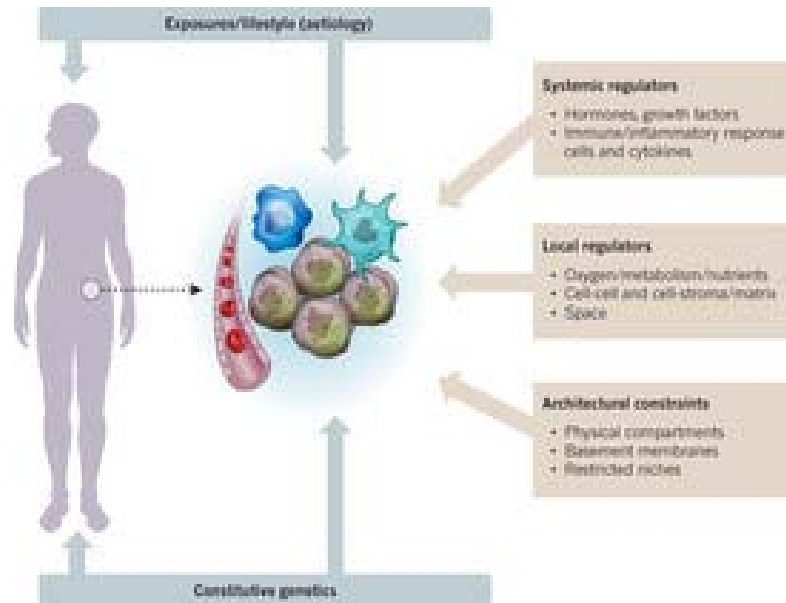 Exposures/lifestyle (aetiology)
Systemic regulators
• Hormones, growth factors
• Immune/inflammatory response
cells and cytokines
Local regulators
• Oxygen/metabolism/nutrients
• Cell-cell and cell-stroma/matrix
• Space
Architectural constraints
• Physical compartments
• Basement membranes
• Restricted niches
Constitutive genetics